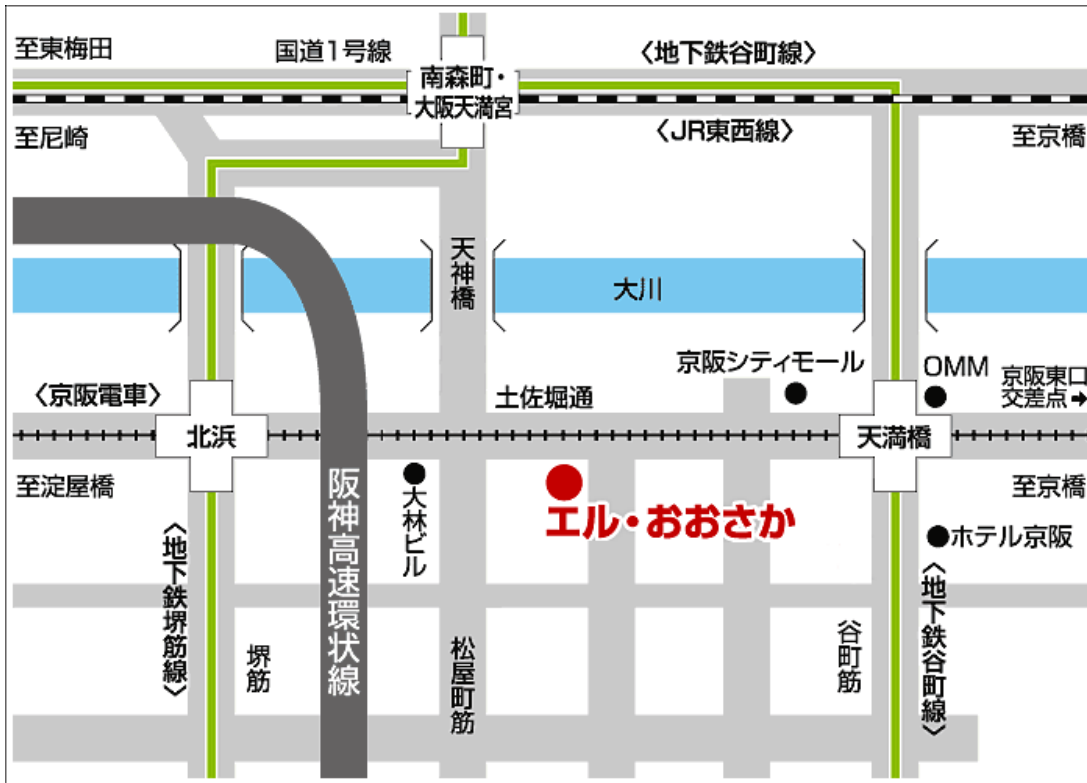 至東梅田
国道1号線
〈地下鉄谷町線〉
南森町・
大阪天満宮
至尼崎
〈JR東西線〉
至京橋
天神橋
大川
京阪シティモール
OMM
京阪東口
交差点➡
〈京阪電車〉
土佐堀通
北浜
天満橋
至淀屋橋
至京橋
大林ビル
エル・おおさか
ホテル京阪
阪神高速環状線
〈地下鉄堺筋線〉
堺筋
松屋町筋
谷町筋
〈地下鉄谷町線〉